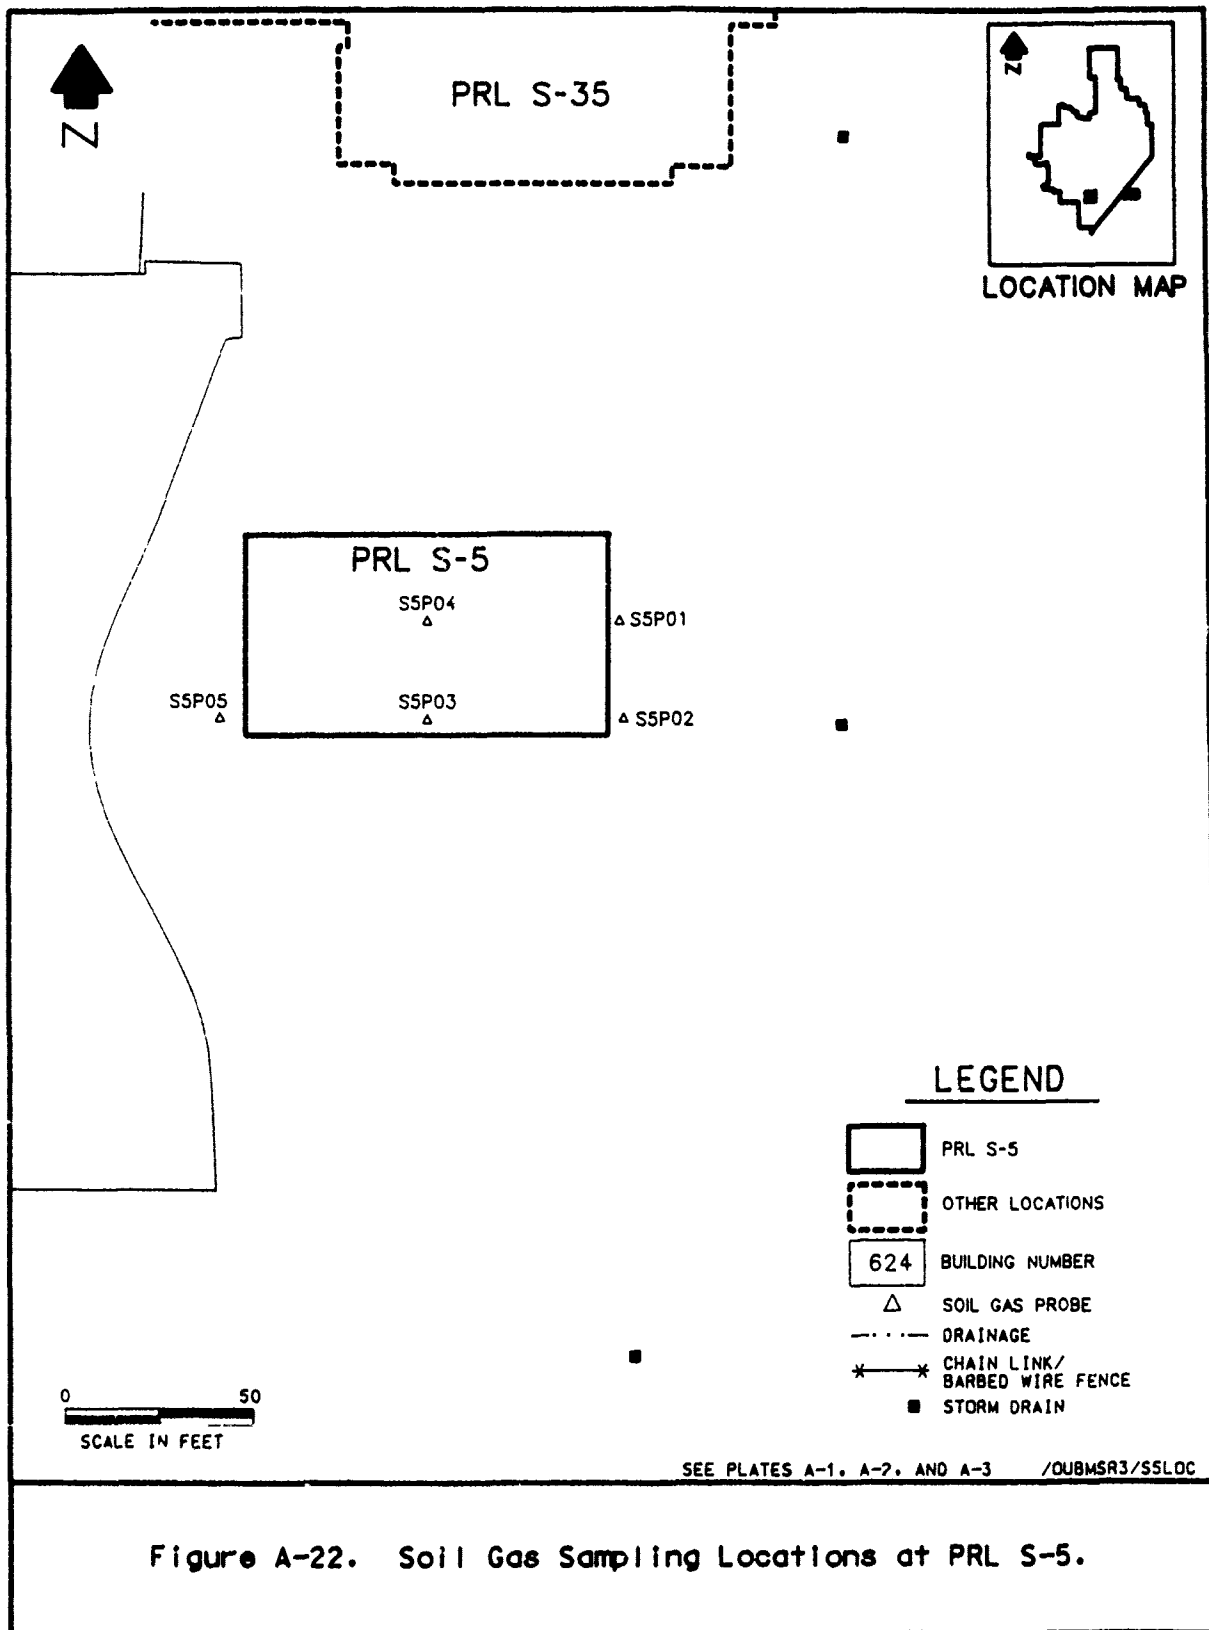 PRL S-35
N
N
LOCATION MAP
PRL S-5
S5P04
S5P01
S5P05
S5P03
S5P02
LEGEND
PRL S-5
OTHER LOCATIONS
624 BUILDING NUMBER
SOIL GAS PROBE
DRAINAGE
CHAIN LINK/
BARBED WIRE FENCE
STORM DRAIN
0 50
SCALE IN FEET
SEE PLATES A-1, A-2, AND A-3 /OUBMSR3/S5LOC
Figure A-22. Soil Gas Sampling Locations at PRL S-5.